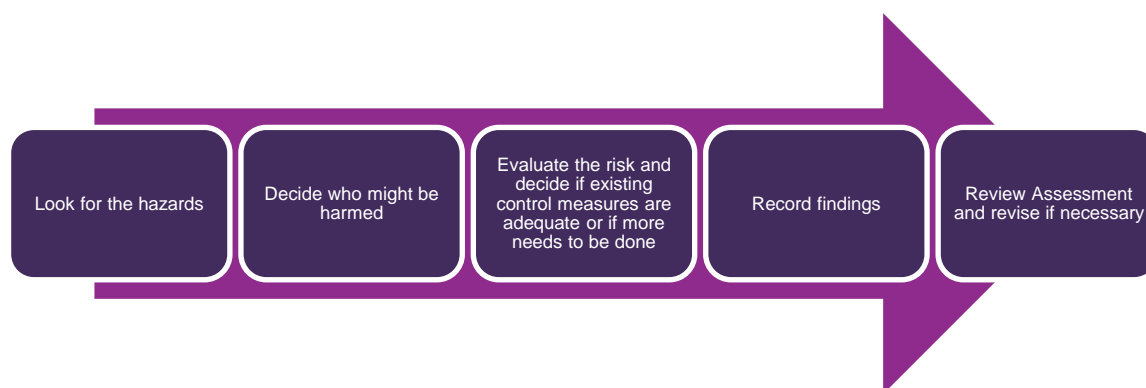 Look for the hazards
Decide who might be
harmed
Evaluate the risk and
decide if existing
control measures are
adequate or if more
needs to be done
Record findings
Review Assessment
and revise if necessary